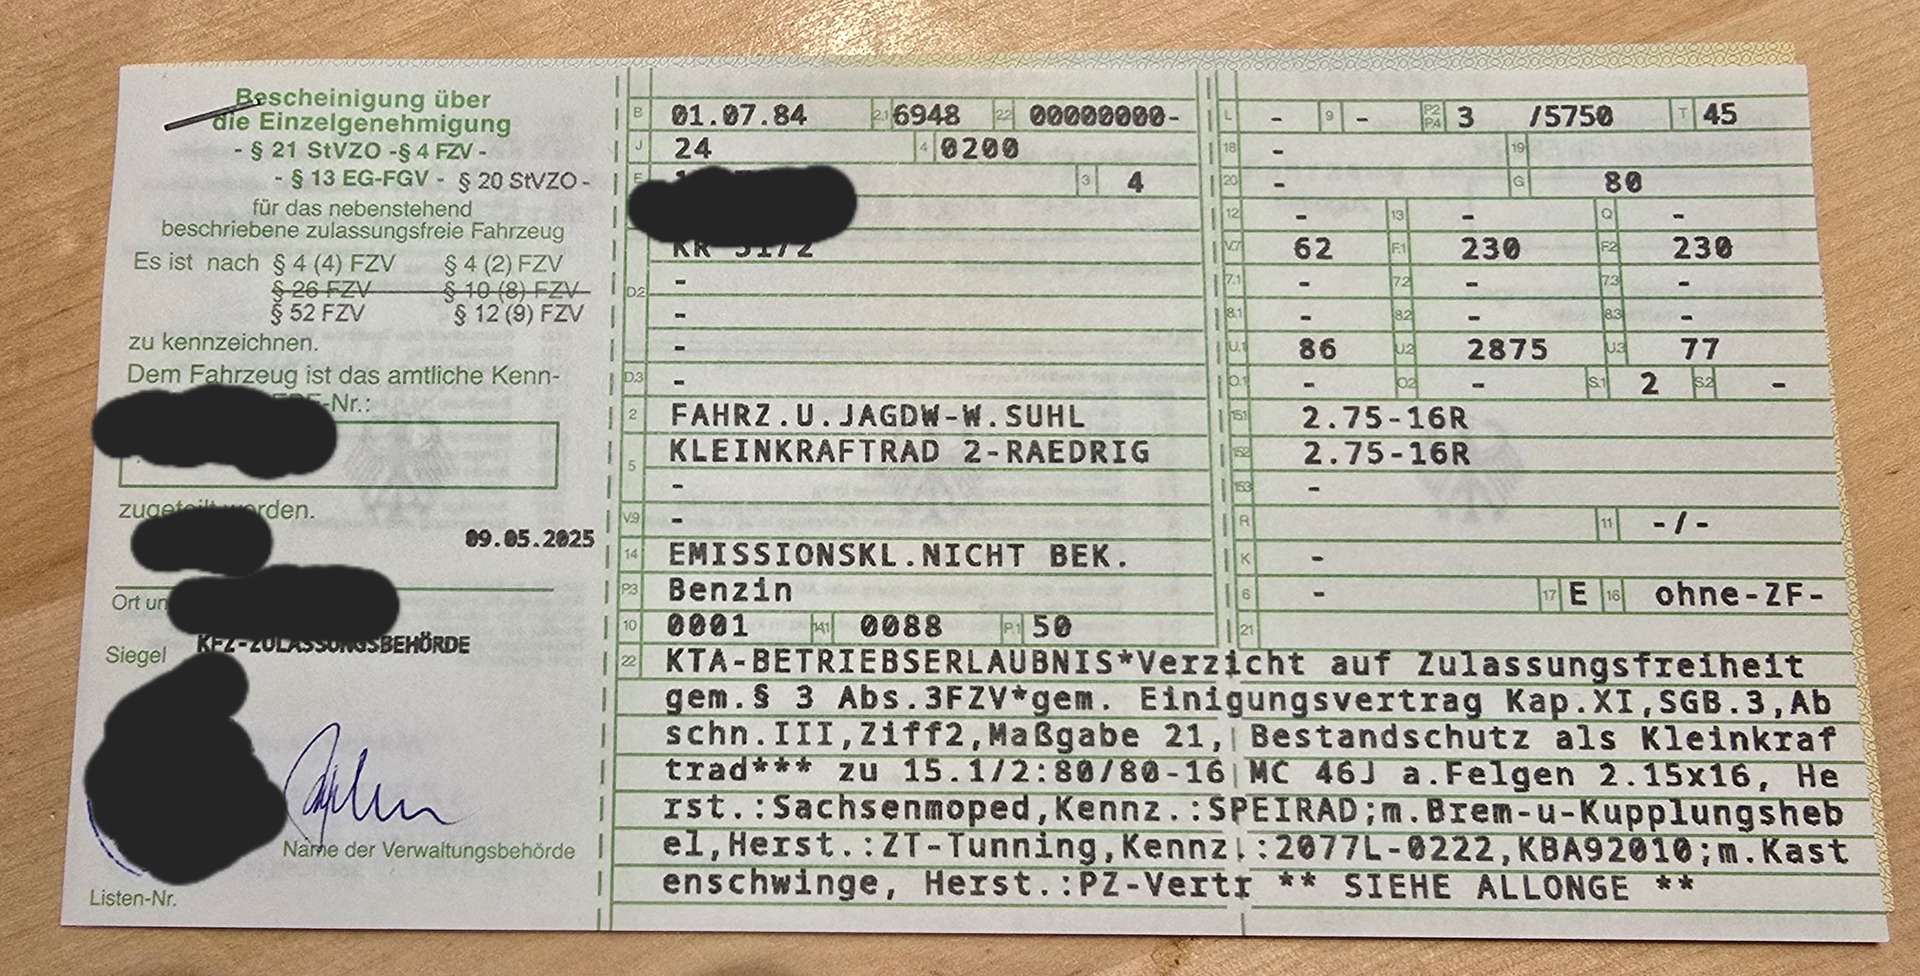 Bescheinigung über
die Einzelgenehmigung
- § 21 StVZO -§ 4 FZV -
- § 13 EG-FGV - § 20 StVZO -
für das nebenstehend
beschriebene zulassungsfreie Fahrzeug
Es ist nach § 4 (4) FZV § 4 (2) FZV
§ 26 FZV § 10 (8) FZV
§ 52 FZV § 12 (9) FZV
zu kennzeichnen.
Dem Fahrzeug ist das amtliche Kenn-
-Nr.:
zugeteilt worden.
09.05.2025
Ort un
KFZ-ZULASSUNGSBEHÖRDE
Siegel
Name der Verwaltungsbehörde
Listen-Nr.
B 01.07.84 2.1 6948 2.2 00000000-
J 24 4 0200
E 3 4
KR 51/2
D.2 -
-
-
D.3 -
2 FAHRZ.U.JAGDW-W.SUHL
5 KLEINKRAFTRAD 2-RAEDRIG
-
V.9 -
14 EMISSIONSKL.NICHT BEK.
P.3 Benzin
10 0001 14.1 0088 P.1 50
L - 9 - P.2 P.4 3 /5750 T 45
18 - 19
20 - G 80
12 - 13 - Q -
V.7 62 F.1 230 F.2 230
7.1 - 7.2 - 7.3 -
8.1 - 8.2 - 8.3 -
U.1 86 U.2 2875 U.3 77
O.1 - O.2 - S.1 2 S.2 -
15.1 2.75-16R
15.2 2.75-16R
15.3 -
R 11 -/-
K -
6 - 17 E 16 ohne-ZF-
21
22 KTA-BETRIEBSERLAUBNIS*Verzicht auf Zulassungsfreiheit
gem.§ 3 Abs.3FZV*gem. Einigungsvertrag Kap.XI,SGB.3,Ab
schn.III,Ziff2,Maßgabe 21, Bestandschutz als Kleinkraf
trad*** zu 15.1/2:80/80-16 MC 46J a.Felgen 2.15x16, He
rst.:Sachsenmoped,Kennz.:SPEIRAD;m.Brem-u-Kupplungsheb
el,Herst.:ZT-Tunning,Kennz.:2077L-0222,KBA92010;m.Kast
enschwinge, Herst.:PZ-Vertr ** SIEHE ALLONGE **